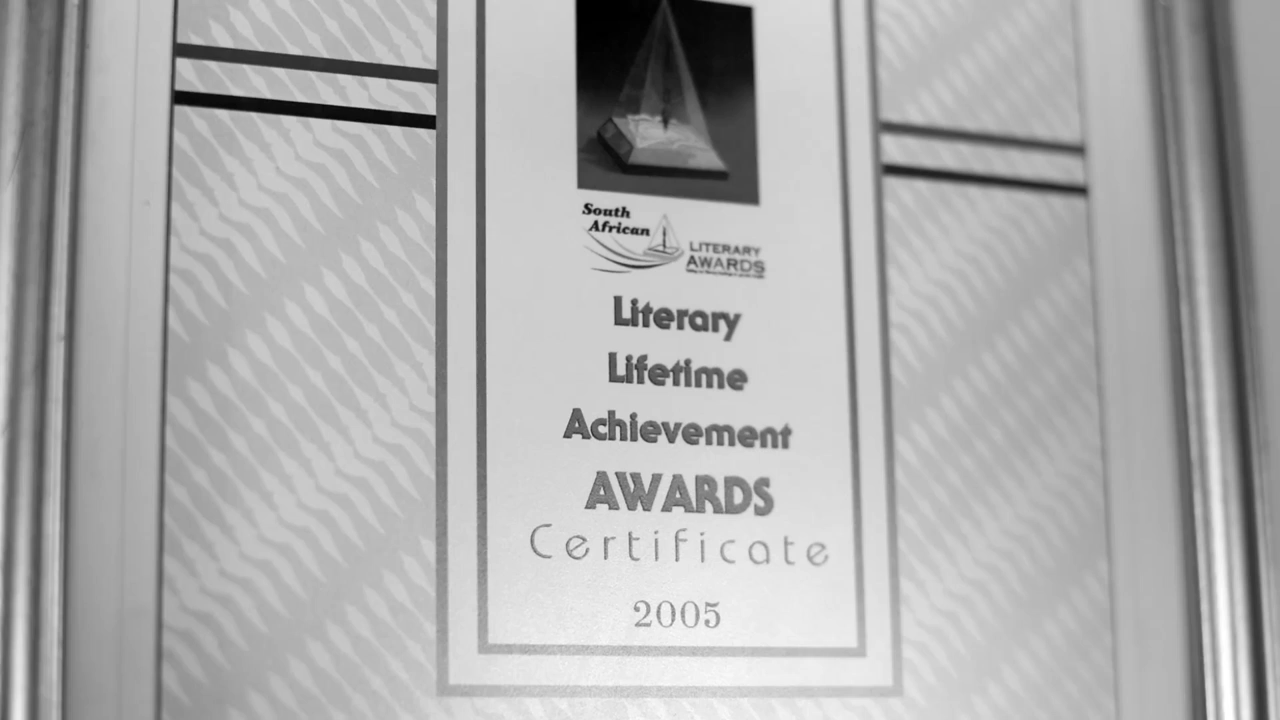 South
African
LITERARY
AWARDS
Literary
Lifetime
Achievement
AWARDS
Certificate
2005